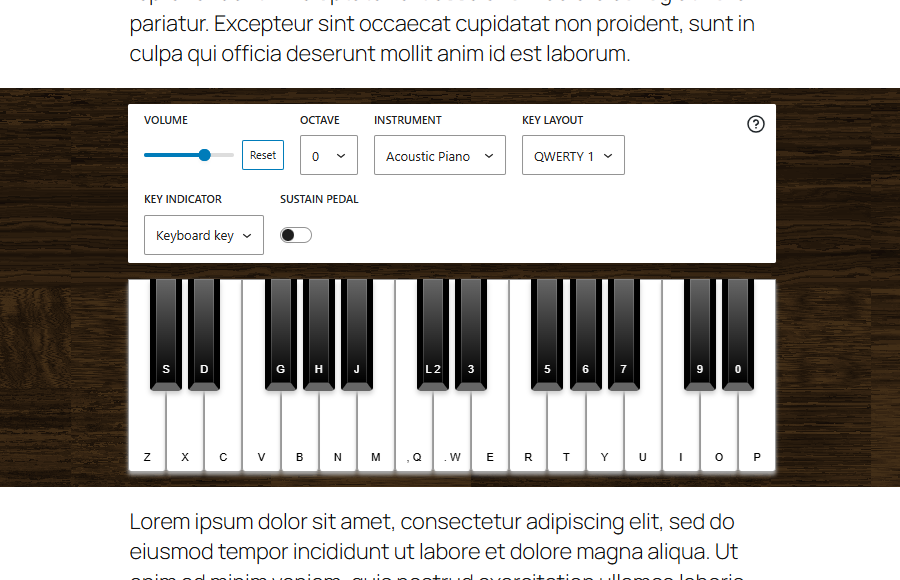 pariatur. Excepteur sint occaecat cupidatat non proident, sunt in
culpa qui officia deserunt mollit anim id est laborum.
VOLUME OCTAVE INSTRUMENT KEY LAYOUT
Reset 0 Acoustic Piano QWERTY 1 ?
KEY INDICATOR SUSTAIN PEDAL
Keyboard key
S D G H J L 2 3 5 6 7 9 0
Z X C V B N M , Q . W E R T Y U I O P
Lorem ipsum dolor sit amet, consectetur adipiscing elit, sed do
eiusmod tempor incididunt ut labore et dolore magna aliqua. Ut